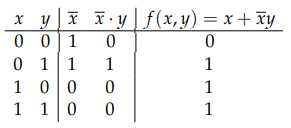 x y x̅ x̅ · y f(x, y) = x + x̅y
0 0 1 0 0
0 1 1 1 1
1 0 0 0 1
1 1 0 0 1